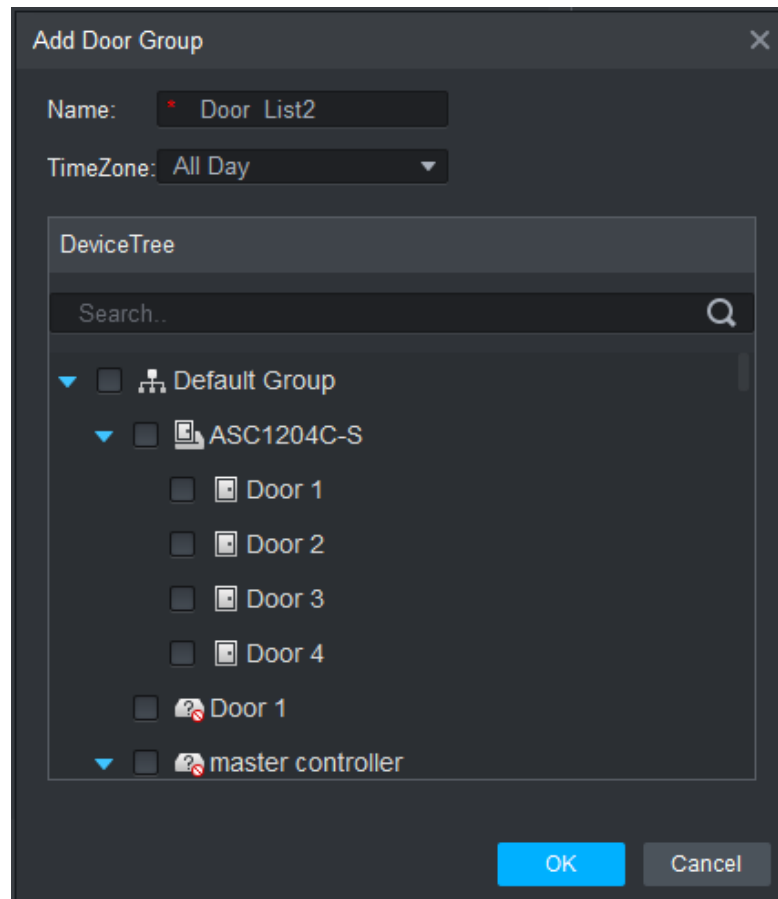 Add Door Group
Name: * Door List2
TimeZone: All Day
DeviceTree
Search..
Default Group
ASC1204C-S
Door 1
Door 2
Door 3
Door 4
Door 1
master controller
OK Cancel